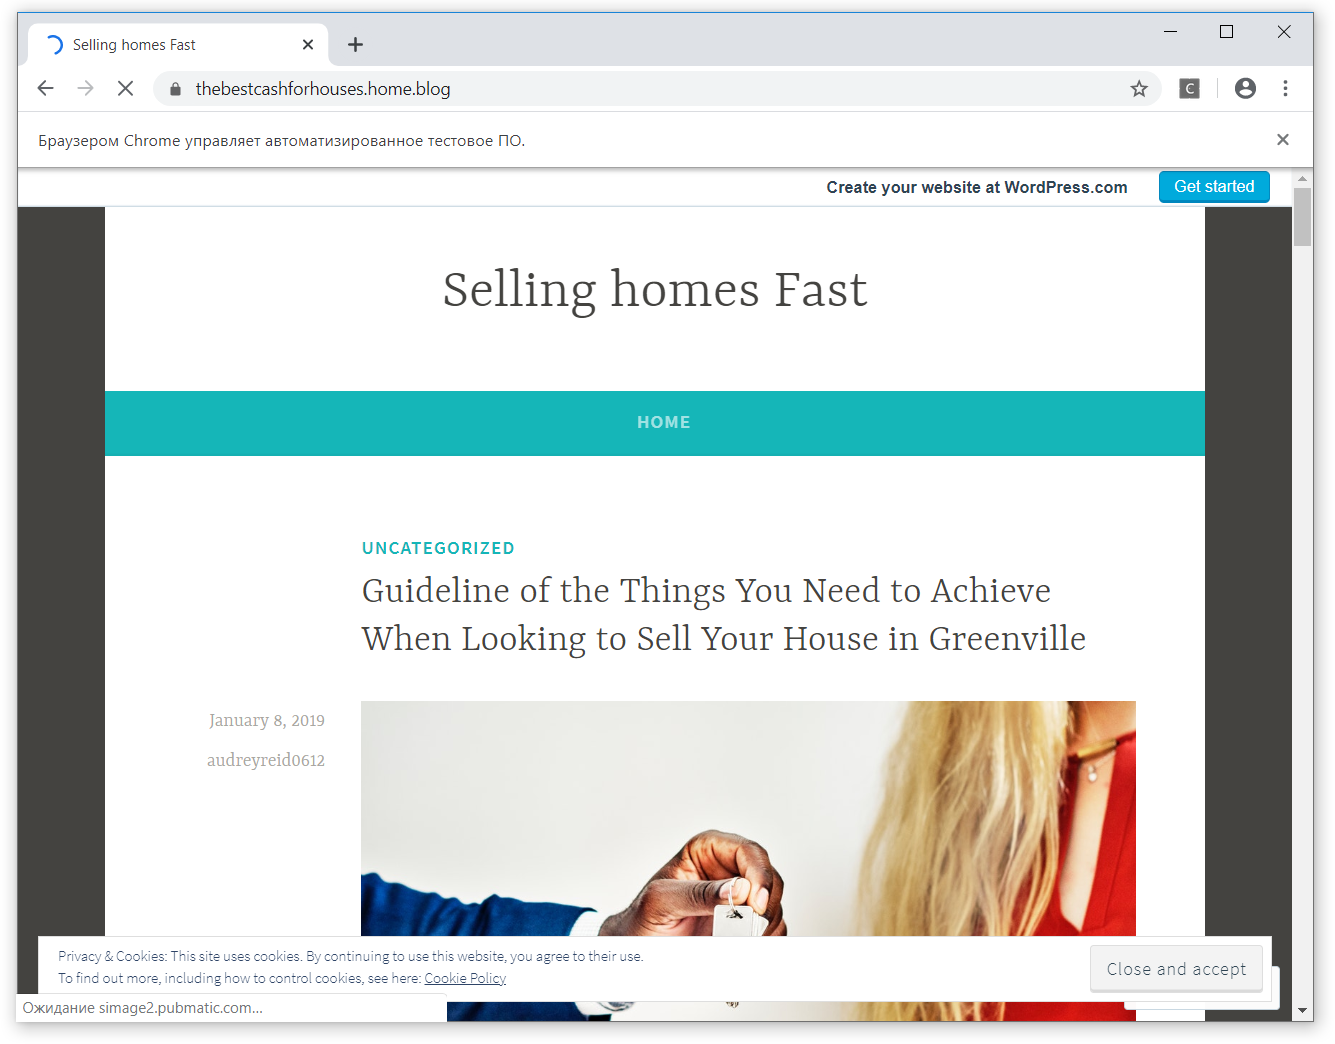 Selling homes Fast
thebestcashforhouses.home.blog
C
Браузером Chrome управляет автоматизированное тестовое ПО.
Create your website at WordPress.com
Get started
Selling homes Fast
HOME
UNCATEGORIZED
Guideline of the Things You Need to Achieve
When Looking to Sell Your House in Greenville
January 8, 2019
audreyreid0612
Privacy & Cookies: This site uses cookies. By continuing to use this website, you agree to their use.
To find out more, including how to control cookies, see here: Cookie Policy
Close and accept
Ожидание simage2.pubmatic.com...